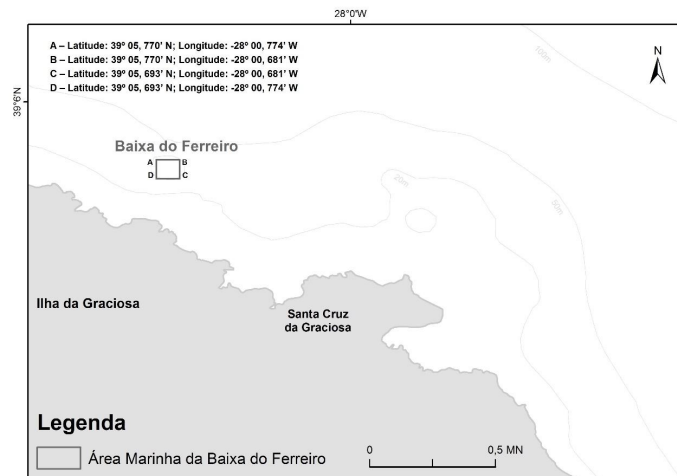 28°0'W
A – Latitude: 39º 05, 770' N; Longitude: -28º 00, 774' W
B – Latitude: 39º 05, 770' N; Longitude: -28º 00, 681' W
C – Latitude: 39º 05, 693' N; Longitude: -28º 00, 681' W
D – Latitude: 39º 05, 693' N; Longitude: -28º 00, 774' W
100m
N
39°6'N
Baixa do Ferreiro
A B
D C
20m
50m
Ilha da Graciosa
Santa Cruz
da Graciosa
Legenda
Área Marinha da Baixa do Ferreiro
0 0,5 MN